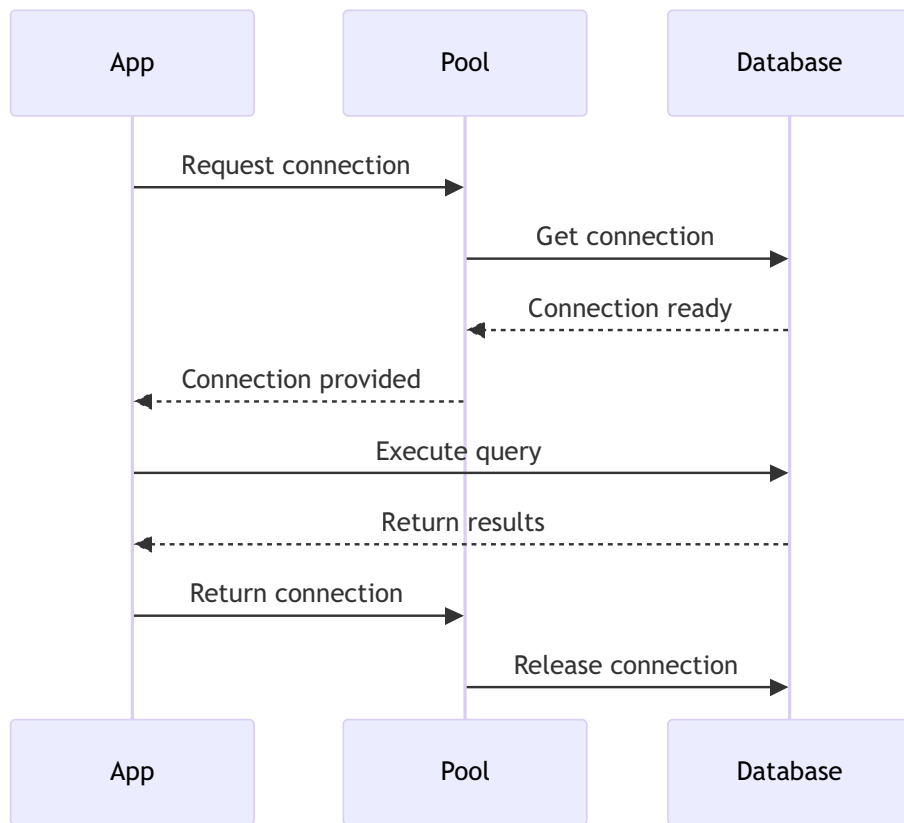 App
Pool
Database
Request connection
Get connection
Connection ready
Connection provided
Execute query
Return results
Return connection
Release connection
App
Pool
Database